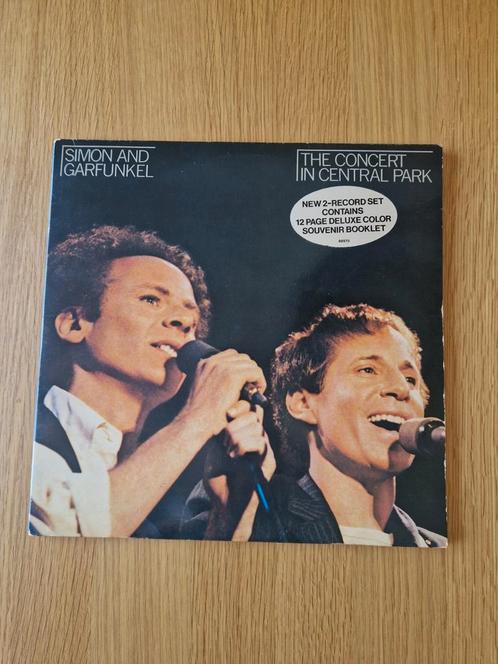 SIMON AND
GARFUNKEL
THE CONCERT
IN CENTRAL PARK
NEW 2-RECORD SET
CONTAINS
12 PAGE DELUXE COLOR
SOUVENIR BOOKLET